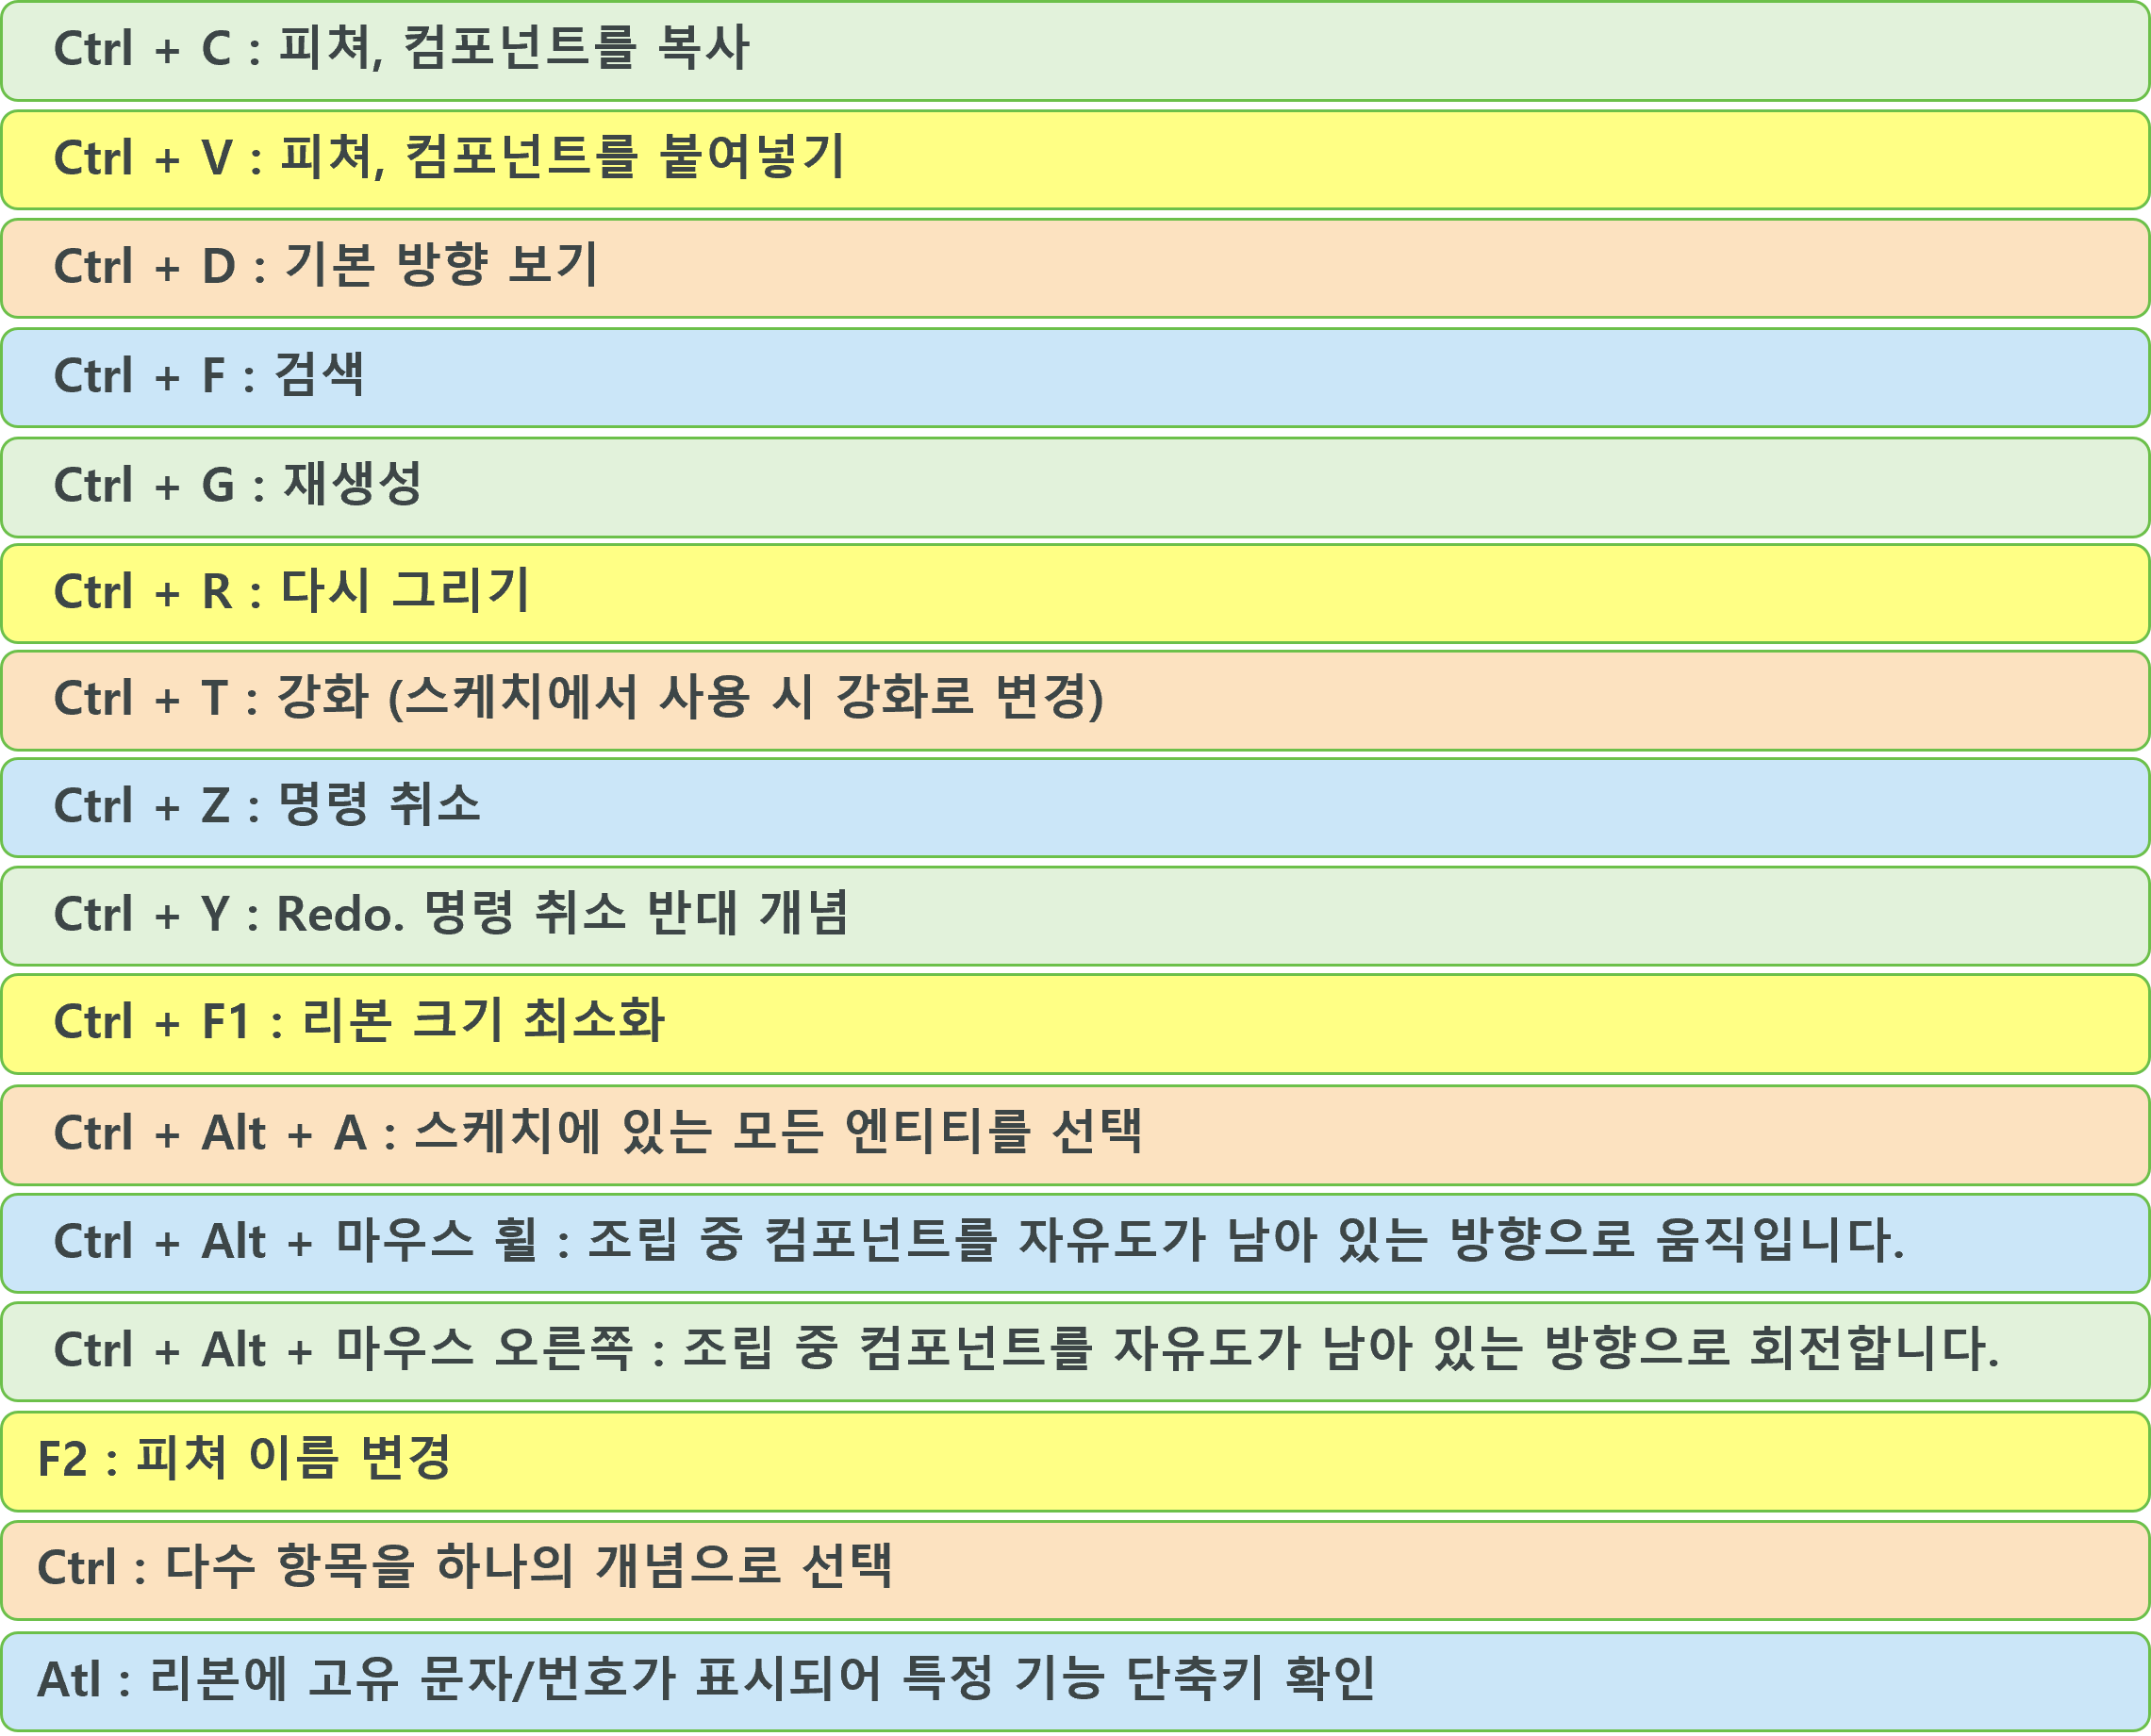 Ctrl + C : 피쳐, 컴포넌트를 복사
Ctrl + V : 피쳐, 컴포넌트를 붙여넣기
Ctrl + D : 기본 방향 보기
Ctrl + F : 검색
Ctrl + G : 재생성
Ctrl + R : 다시 그리기
Ctrl + T : 강화 (스케치에서 사용 시 강화로 변경)
Ctrl + Z : 명령 취소
Ctrl + Y : Redo. 명령 취소 반대 개념
Ctrl + F1 : 리본 크기 최소화
Ctrl + Alt + A : 스케치에 있는 모든 엔티티를 선택
Ctrl + Alt + 마우스 휠 : 조립 중 컴포넌트를 자유도가 남아 있는 방향으로 움직입니다.
Ctrl + Alt + 마우스 오른쪽 : 조립 중 컴포넌트를 자유도가 남아 있는 방향으로 회전합니다.
F2 : 피쳐 이름 변경
Ctrl : 다수 항목을 하나의 개념으로 선택
Atl : 리본에 고유 문자/번호가 표시되어 특정 기능 단축키 확인